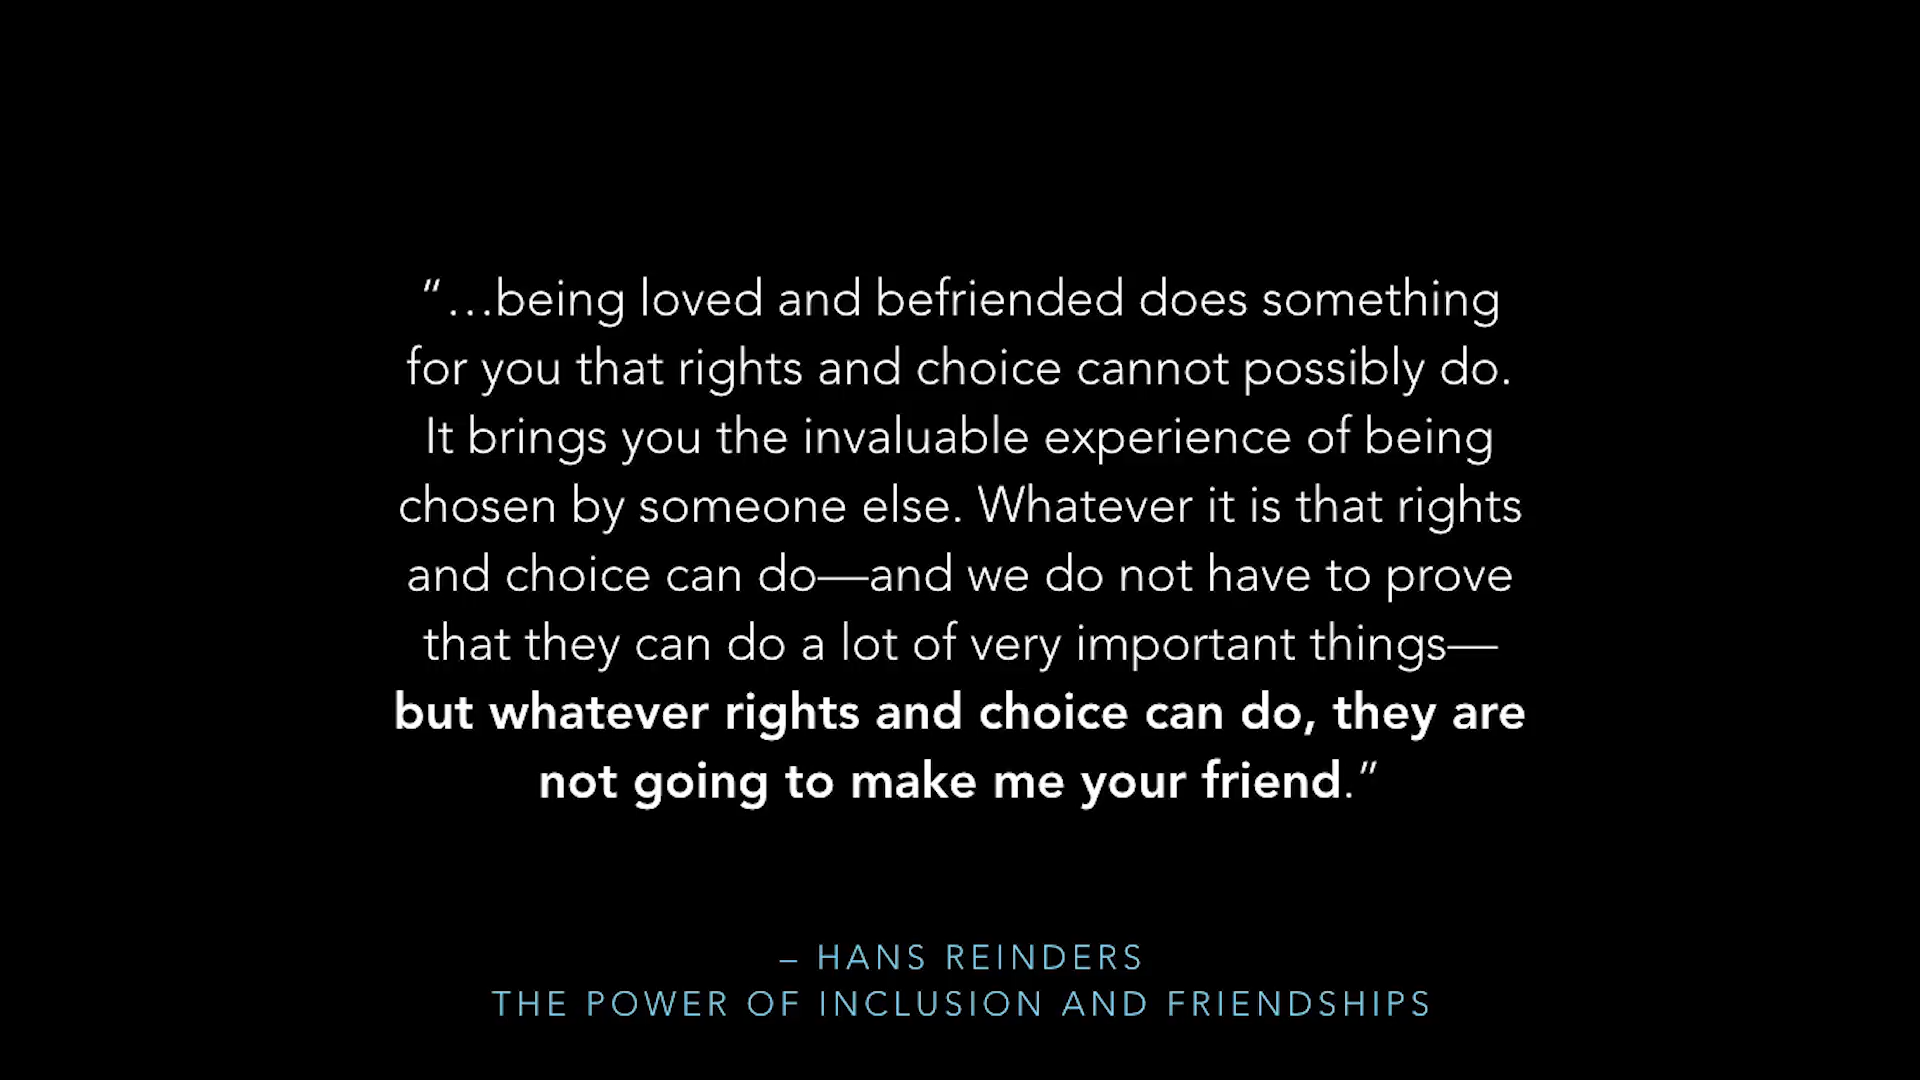 “…being loved and befriended does something
for you that rights and choice cannot possibly do.
It brings you the invaluable experience of being
chosen by someone else. Whatever it is that rights
and choice can do—and we do not have to prove
that they can do a lot of very important things—
but whatever rights and choice can do, they are
not going to make me your friend.”
– HANS REINDERS
THE POWER OF INCLUSION AND FRIENDSHIPS